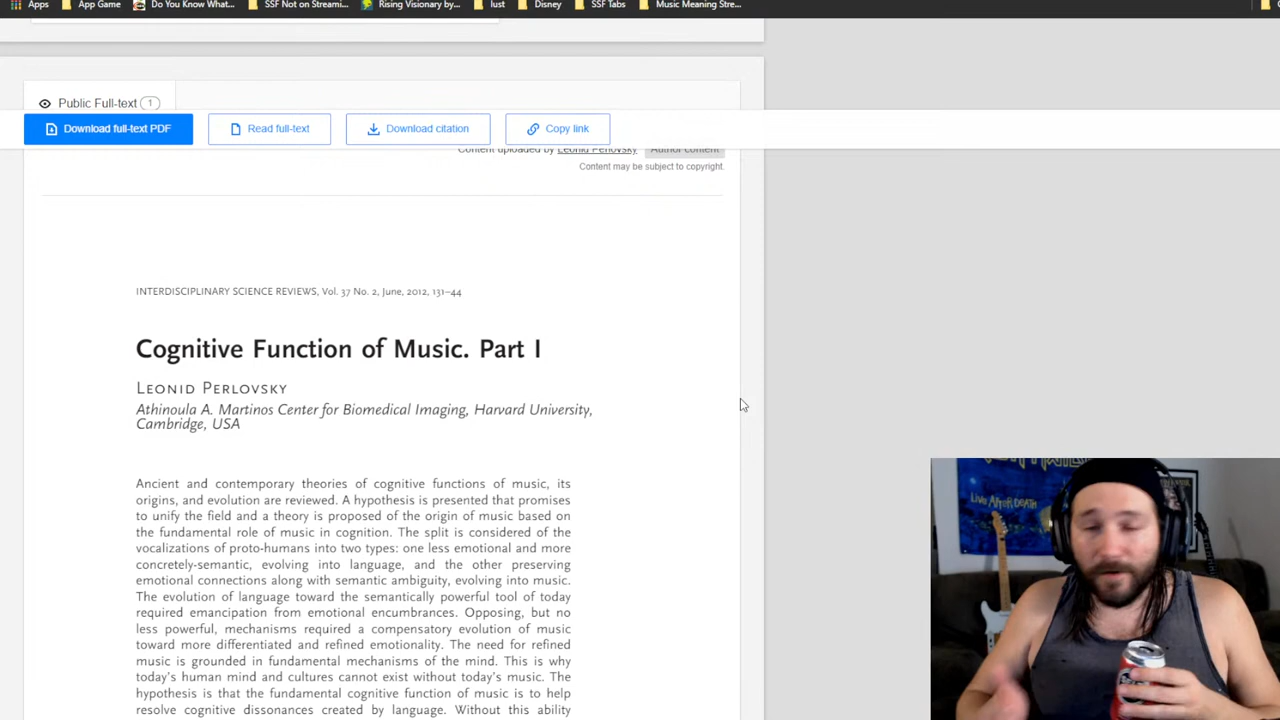 Apps App Game Do You Know What... SSF Not on Streami... Rising Visionary by... lust Disney SSF Tabs Music Meaning Stre...
Public Full-text 1
Download full-text PDF Read full-text Download citation Copy link
Content uploaded by Leonid Perlovsky Author content
Content may be subject to copyright.
INTERDISCIPLINARY SCIENCE REVIEWS, Vol. 37 No. 2, June, 2012, 131–44
Cognitive Function of Music. Part I
Leonid Perlovsky
Athinoula A. Martinos Center for Biomedical Imaging, Harvard University,
Cambridge, USA
Ancient and contemporary theories of cognitive functions of music, its
origins, and evolution are reviewed. A hypothesis is presented that promises
to unify the field and a theory is proposed of the origin of music based on
the fundamental role of music in cognition. The split is considered of the
vocalizations of proto-humans into two types: one less emotional and more
concretely-semantic, evolving into language, and the other preserving
emotional connections along with semantic ambiguity, evolving into music.
The evolution of language toward the semantically powerful tool of today
required emancipation from emotional encumbrances. Opposing, but no
less powerful, mechanisms required a compensatory evolution of music
toward more differentiated and refined emotionality. The need for refined
music is grounded in fundamental mechanisms of the mind. This is why
today's human mind and cultures cannot exist without today's music. The
hypothesis is that the fundamental cognitive function of music is to help
resolve cognitive dissonances created by language. Without this ability
LIVE AFTER DEATH